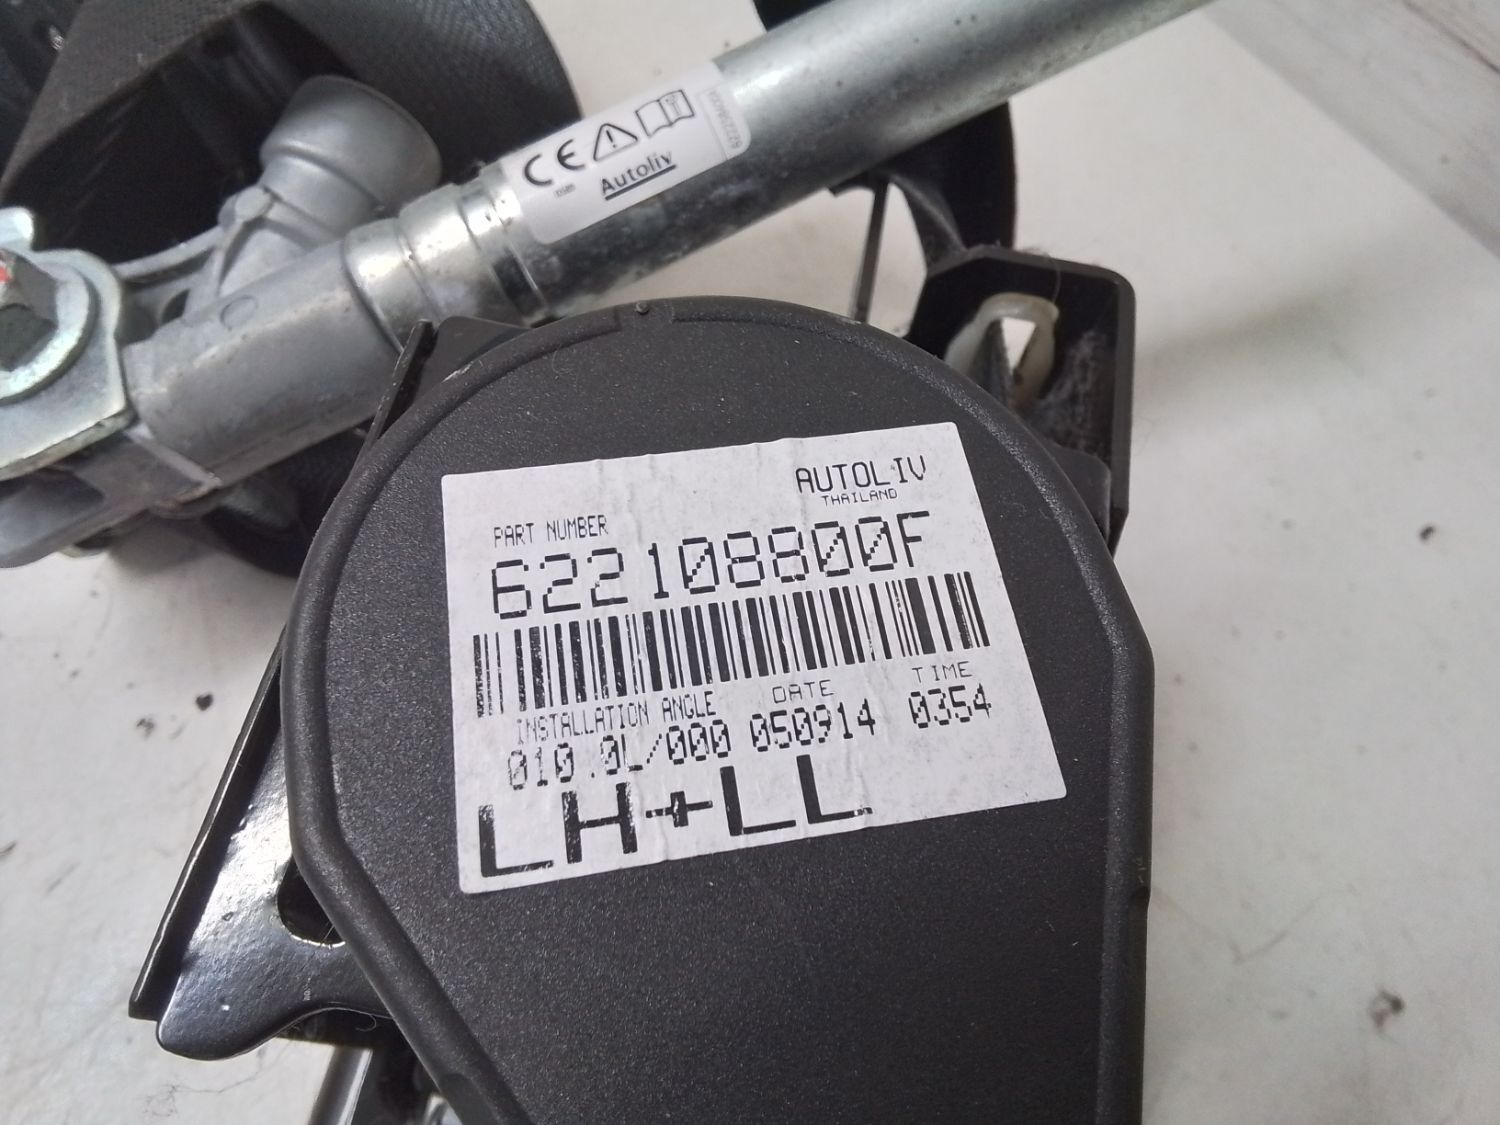 CE
Autoliv
AUTOLIV
THAILAND
PART NUMBER
622108800F
INSTALLATION ANGLE DATE TIME
010.0L/000 050914 0354
LH+LL